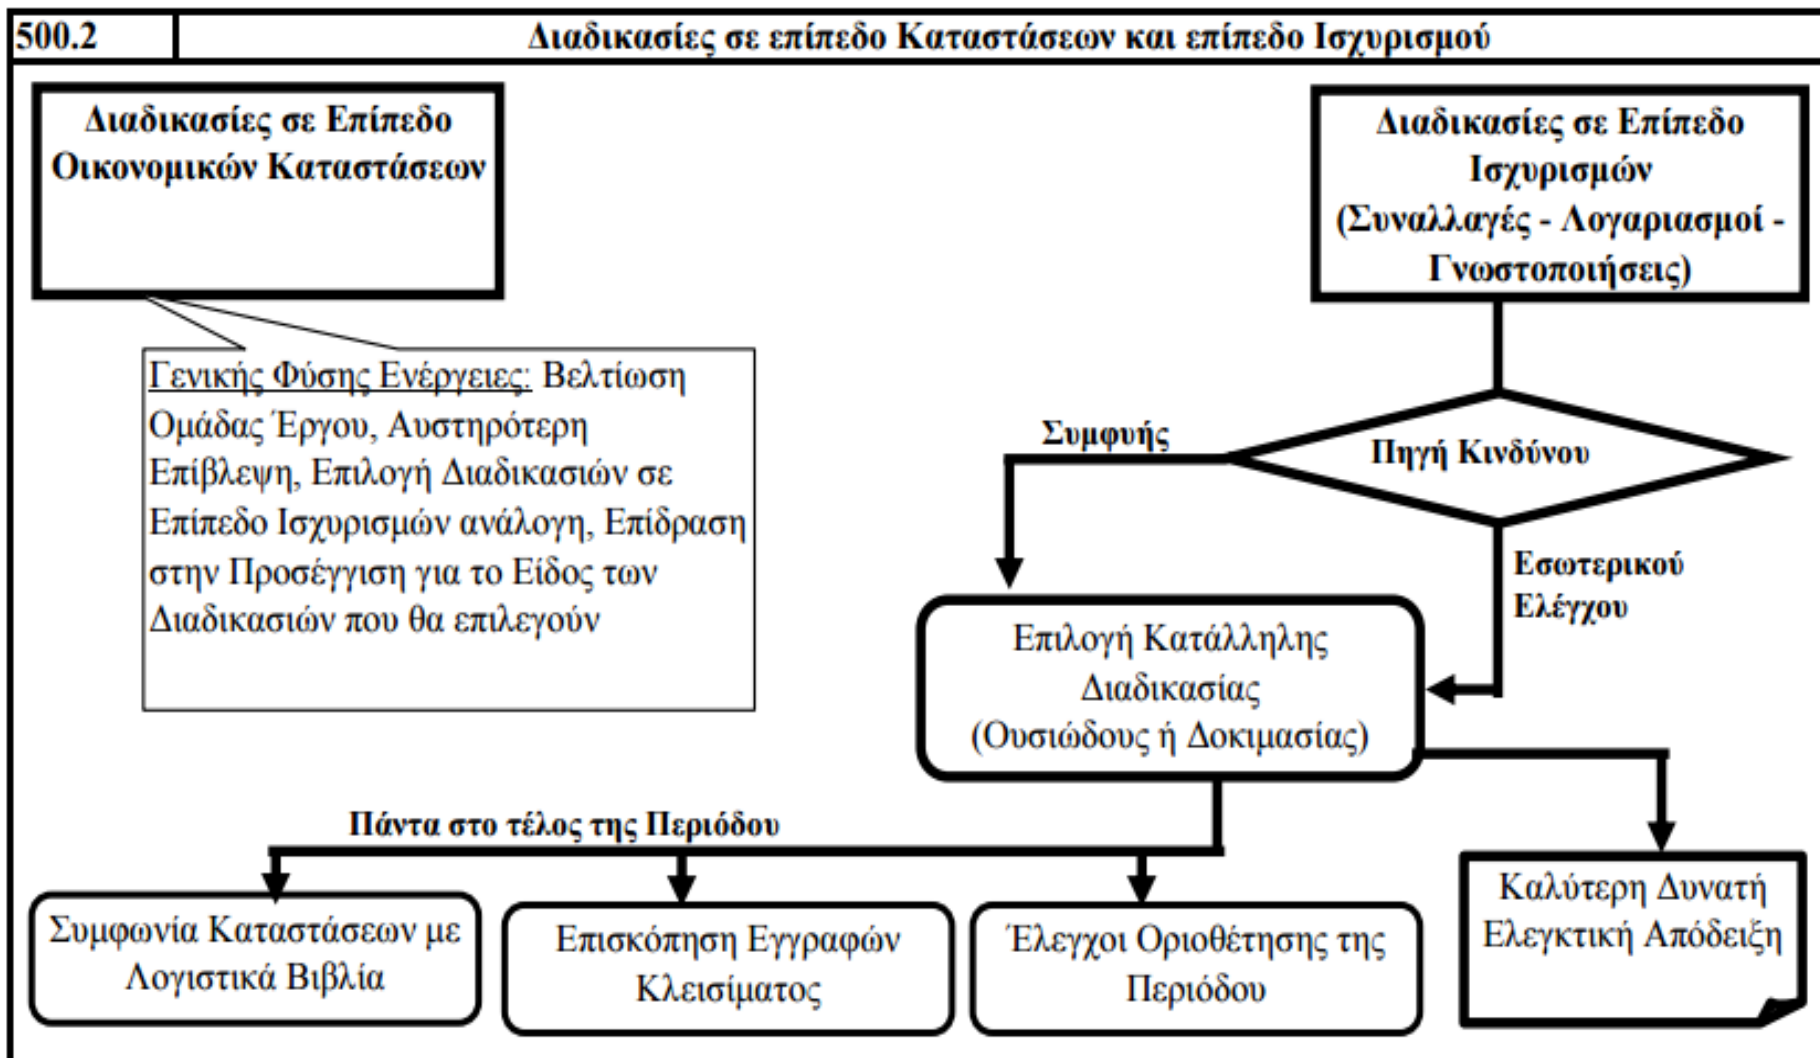 500.2
Διαδικασίες σε επίπεδο Καταστάσεων και επίπεδο Ισχυρισμού
Διαδικασίες σε Επίπεδο
Οικονομικών Καταστάσεων
Διαδικασίες σε Επίπεδο
Ισχυρισμών
(Συναλλαγές - Λογαριασμοί -
Γνωστοποιήσεις)
Γενικής Φύσης Ενέργειες: Βελτίωση
Ομάδας Έργου, Αυστηρότερη
Επίβλεψη, Επιλογή Διαδικασιών σε
Επίπεδο Ισχυρισμών ανάλογη, Επίδραση
στην Προσέγγιση για το Είδος των
Διαδικασιών που θα επιλεγούν
Συμφυής
Πηγή Κινδύνου
Εσωτερικού
Ελέγχου
Επιλογή Κατάλληλης
Διαδικασίας
(Ουσιώδους ή Δοκιμασίας)
Πάντα στο τέλος της Περιόδου
Συμφωνία Καταστάσεων με
Λογιστικά Βιβλία
Επισκόπηση Εγγραφών
Κλεισίματος
Έλεγχοι Οριοθέτησης της
Περιόδου
Καλύτερη Δυνατή
Ελεγκτική Απόδειξη